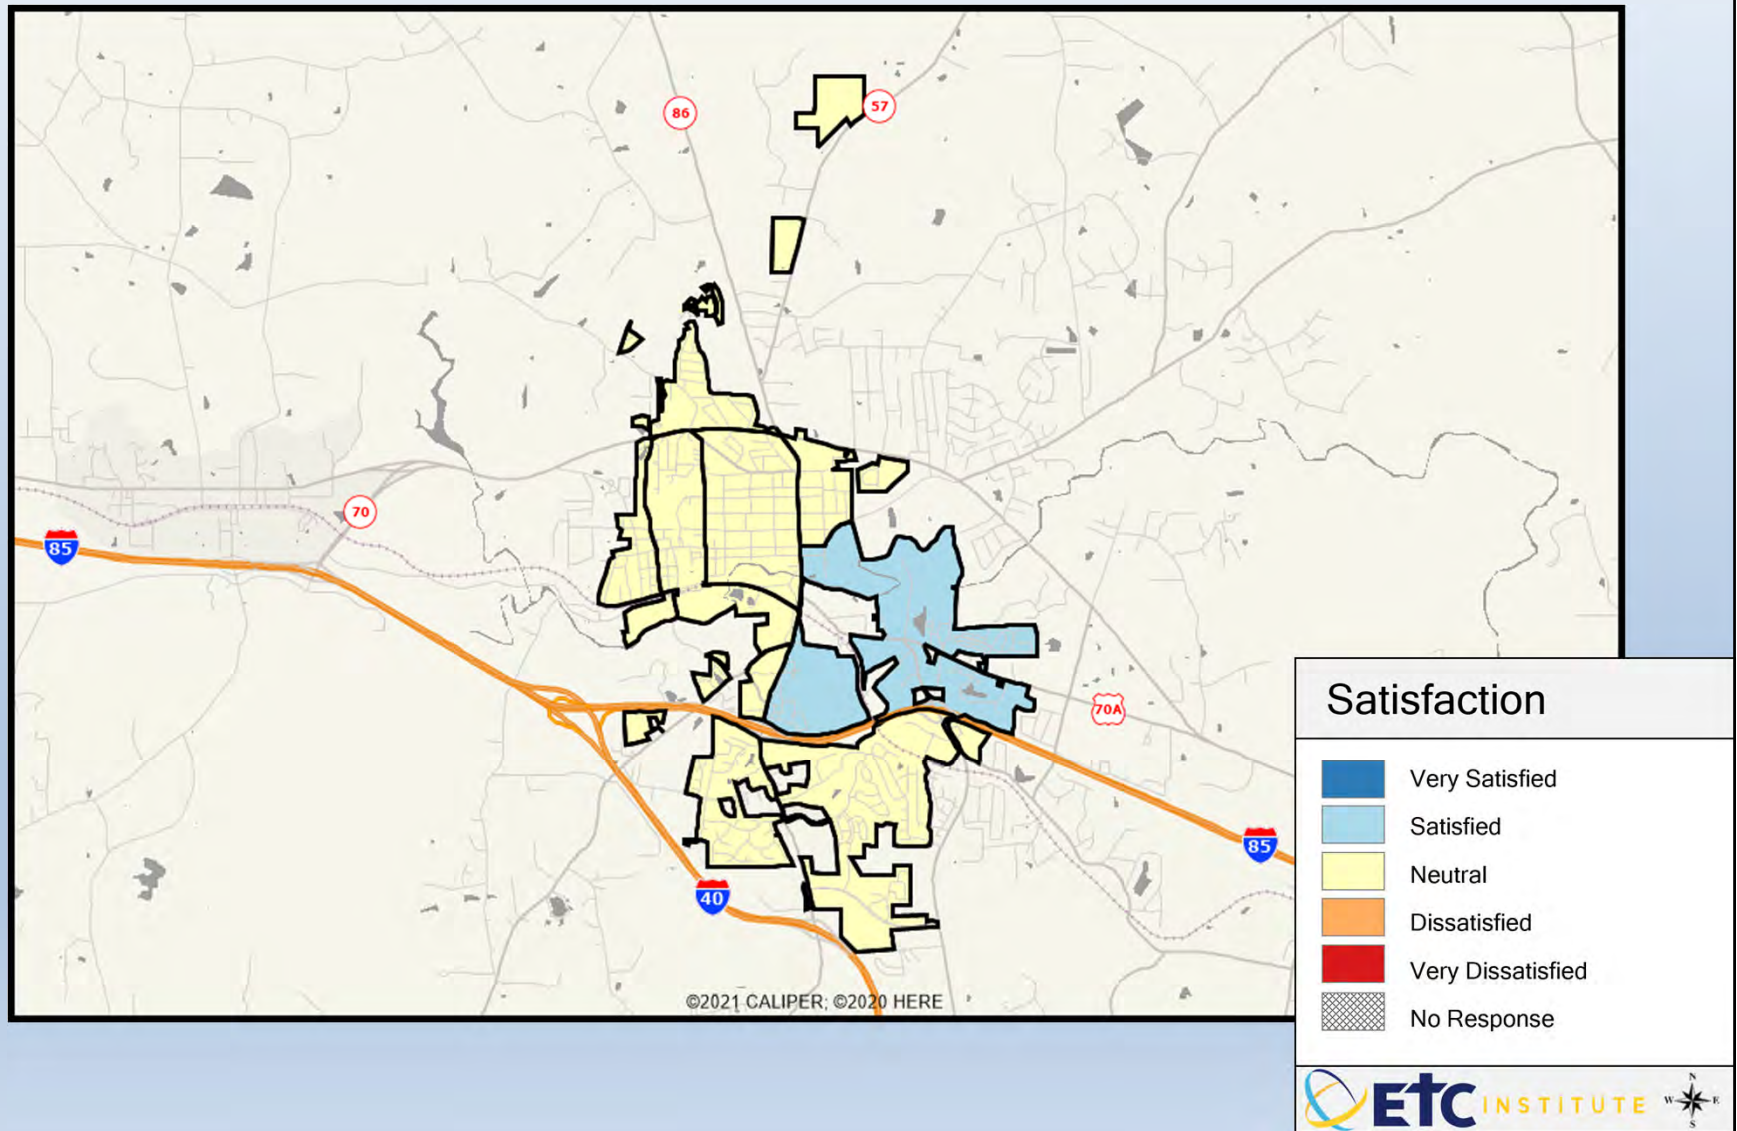 86
57
70
85
70A
85
40
©2021 CALIPER; ©2020 HERE
Satisfaction
Very Satisfied
Satisfied
Neutral
Dissatisfied
Very Dissatisfied
No Response
ETC INSTITUTE
N
W E
S